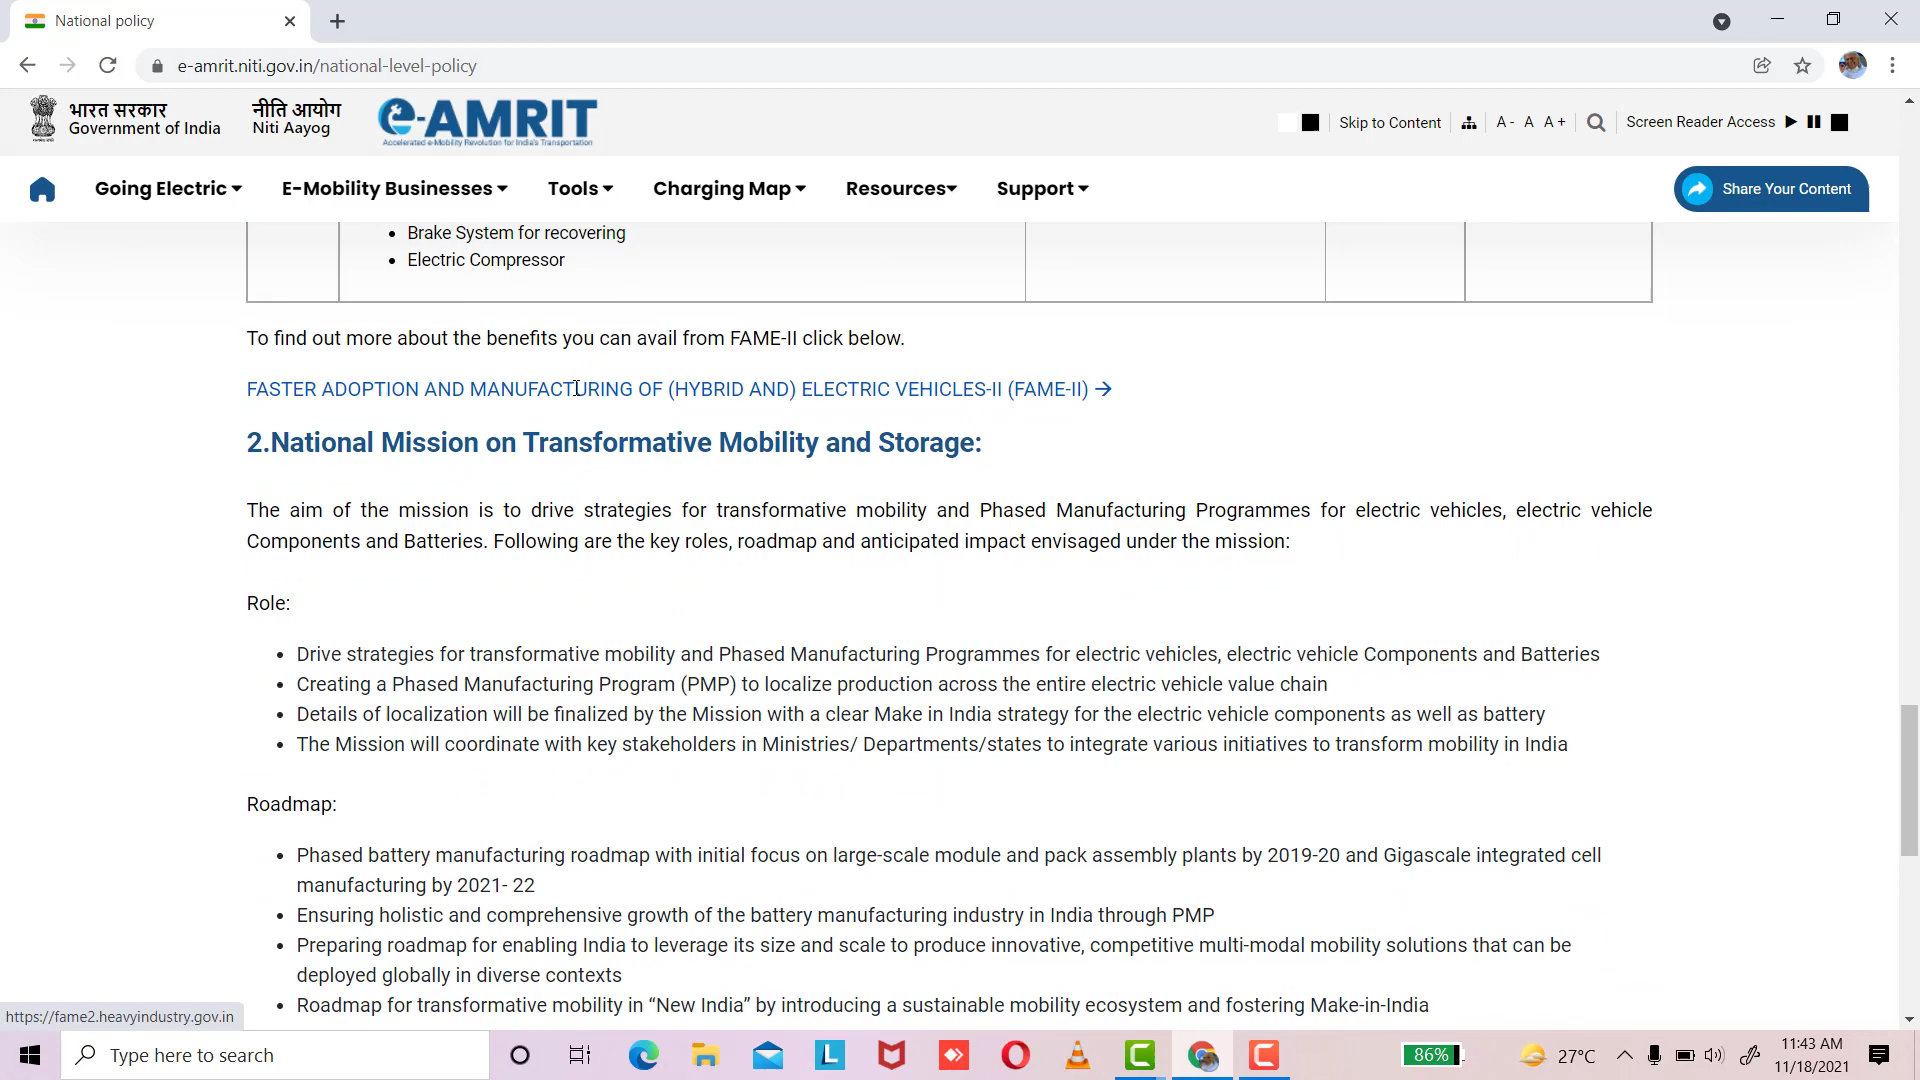 National policy
e-amrit.niti.gov.in/national-level-policy
भारत सरकार
Government of India
नीति आयोग
Niti Aayog
e-AMRIT
Accelerated e-Mobility Revolution for India's Transportation
Skip to Content
A - A A +
Screen Reader Access
Going Electric
E-Mobility Businesses
Tools
Charging Map
Resources
Support
Share Your Content
• Brake System for recovering
• Electric Compressor
To find out more about the benefits you can avail from FAME-II click below.
FASTER ADOPTION AND MANUFACTURING OF (HYBRID AND) ELECTRIC VEHICLES-II (FAME-II) →
2.National Mission on Transformative Mobility and Storage:
The aim of the mission is to drive strategies for transformative mobility and Phased Manufacturing Programmes for electric vehicles, electric vehicle
Components and Batteries. Following are the key roles, roadmap and anticipated impact envisaged under the mission:
Role:
• Drive strategies for transformative mobility and Phased Manufacturing Programmes for electric vehicles, electric vehicle Components and Batteries
• Creating a Phased Manufacturing Program (PMP) to localize production across the entire electric vehicle value chain
• Details of localization will be finalized by the Mission with a clear Make in India strategy for the electric vehicle components as well as battery
• The Mission will coordinate with key stakeholders in Ministries/ Departments/states to integrate various initiatives to transform mobility in India
Roadmap:
• Phased battery manufacturing roadmap with initial focus on large-scale module and pack assembly plants by 2019-20 and Gigascale integrated cell
manufacturing by 2021- 22
• Ensuring holistic and comprehensive growth of the battery manufacturing industry in India through PMP
• Preparing roadmap for enabling India to leverage its size and scale to produce innovative, competitive multi-modal mobility solutions that can be
deployed globally in diverse contexts
• Roadmap for transformative mobility in “New India” by introducing a sustainable mobility ecosystem and fostering Make-in-India
https://fame2.heavyindustry.gov.in
Type here to search
L
86%
27°C
11:43 AM
11/18/2021